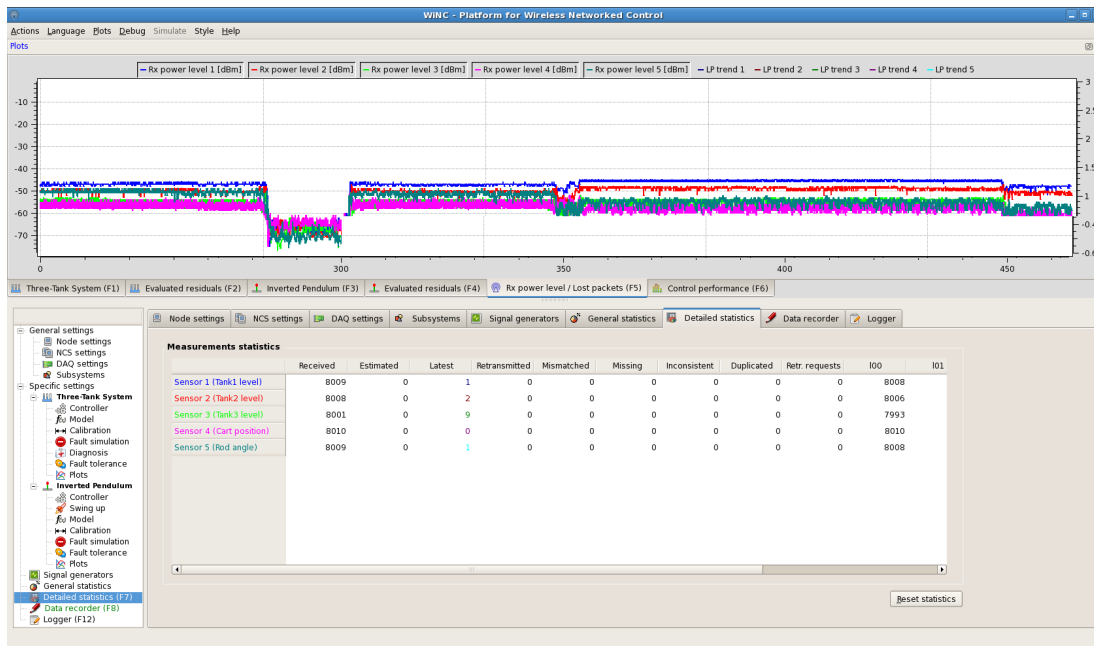 WiNC - Platform for Wireless Networked Control
Actions Language Plots Debug Simulate Style Help
Plots
Rx power level 1 [dBm] Rx power level 2 [dBm] Rx power level 3 [dBm] Rx power level 4 [dBm] Rx power level 5 [dBm] LP trend 1 LP trend 2 LP trend 3 LP trend 4 LP trend 5
-10
-20
-30
-40
-50
-60
-70
3
2.5
2
1.5
1
0 300 350 400 450
Three-Tank System (F1) Evaluated residuals (F2) Inverted Pendulum (F3) Evaluated residuals (F4) Rx power level / Lost packets (F5) Control performance (F6)
General settings
Node settings
NCS settings
DAQ settings
Subsystems
Specific settings
Three-Tank System
Controller
f(x) Model
Calibration
Fault simulation
Diagnosis
Fault tolerance
Plots
Inverted Pendulum
Controller
Swing up
f(x) Model
Calibration
Fault simulation
Fault tolerance
Plots
Signal generators
General statistics
Detailed statistics (F7)
Data recorder (F8)
Logger (F12)
Node settings NCS settings DAQ settings Subsystems Signal generators General statistics Detailed statistics Data recorder Logger
Measurements statistics
Received Estimated Latest Retransmitted Mismatched Missing Inconsistent Duplicated Retr. requests l00 l01
Sensor 1 (Tank1 level) 8009 0 1 0 0 0 0 0 0 8008
Sensor 2 (Tank2 level) 8008 0 2 0 0 0 0 0 0 8006
Sensor 3 (Tank3 level) 8001 0 9 0 0 0 0 0 0 7993
Sensor 4 (Cart position) 8010 0 0 0 0 0 0 0 0 8010
Sensor 5 (Rod angle) 8009 0 1 0 0 0 0 0 0 8008
Reset statistics